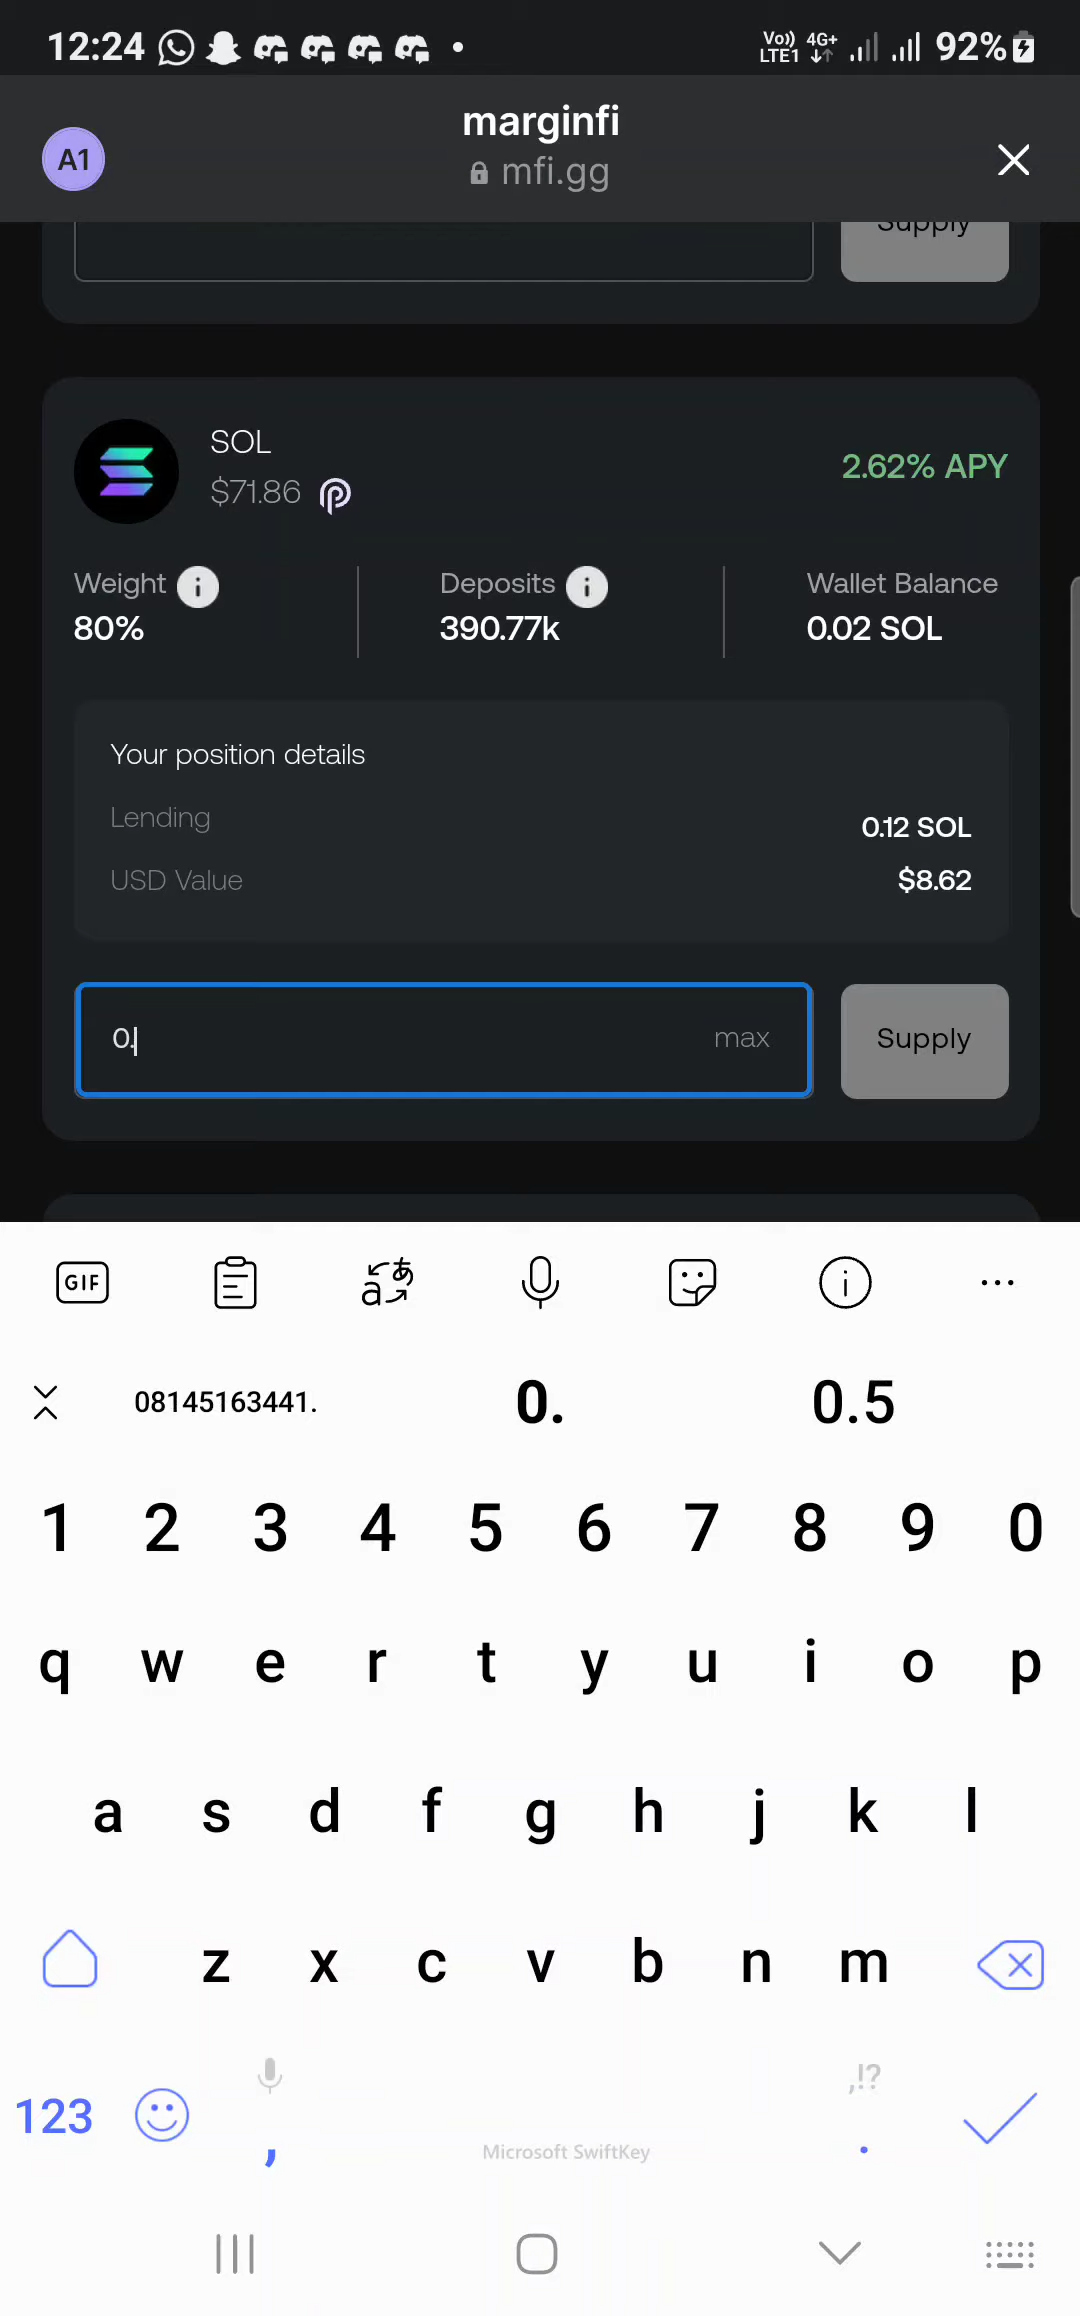 12:24 Vo)) LTE1 4G+ 92%
A1
marginfi
mfi.gg
Supply
SOL
$71.86
2.62% APY
Weight i
80%
Deposits i
390.77k
Wallet Balance
0.02 SOL
Your position details
Lending 0.12 SOL
USD Value $8.62
0. max Supply
GIF
08145163441. 0. 0.5
1 2 3 4 5 6 7 8 9 0
q w e r t y u i o p
a s d f g h j k l
z x c v b n m
123 , Microsoft SwiftKey ,!? .